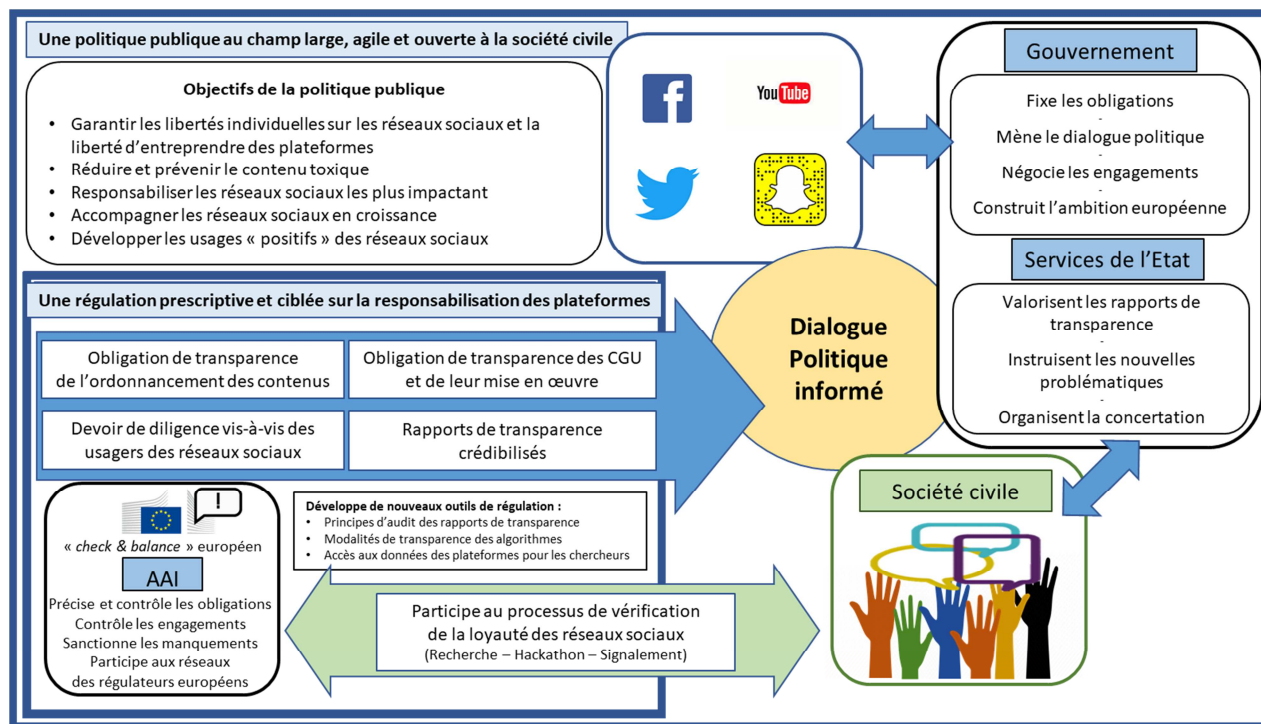 Une politique publique au champ large, agile et ouverte à la société civile
Objectifs de la politique publique
• Garantir les libertés individuelles sur les réseaux sociaux et la
liberté d’entreprendre des plateformes
• Réduire et prévenir le contenu toxique
• Responsabiliser les réseaux sociaux les plus impactant
• Accompagner les réseaux sociaux en croissance
• Développer les usages « positifs » des réseaux sociaux
f
YouTube
Gouvernement
Fixe les obligations
-
Mène le dialogue politique
-
Négocie les engagements
-
Construit l’ambition européenne
Services de l’Etat
Valorisent les rapports de
transparence
-
Instruisent les nouvelles
problématiques
-
Organisent la concertation
Une régulation prescriptive et ciblée sur la responsabilisation des plateformes
Obligation de transparence
de l’ordonnancement des contenus
Obligation de transparence des CGU
et de leur mise en œuvre
Devoir de diligence vis-à-vis des
usagers des réseaux sociaux
Rapports de transparence
crédibilisés
Dialogue
Politique
informé
!
« check & balance » européen
AAI
Précise et contrôle les obligations
Contrôle les engagements
Sanctionne les manquements
Participe aux réseaux
des régulateurs européens
Développe de nouveaux outils de régulation :
• Principes d’audit des rapports de transparence
• Modalités de transparence des algorithmes
• Accès aux données des plateformes pour les chercheurs
Participe au processus de vérification
de la loyauté des réseaux sociaux
(Recherche – Hackathon – Signalement)
Société civile